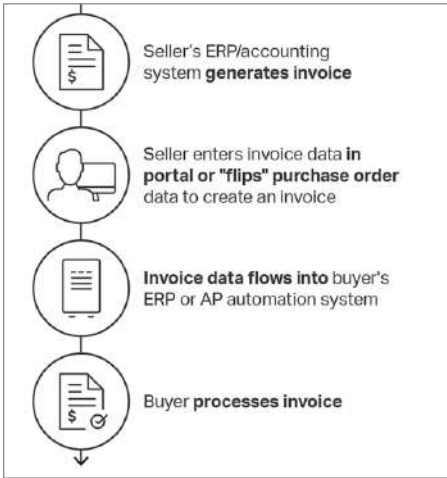 Seller's ERP/accounting
system generates invoice
$
Seller enters invoice data in
portal or "flips" purchase order
data to create an invoice
Invoice data flows into buyer's
ERP or AP automation system
Buyer processes invoice
$